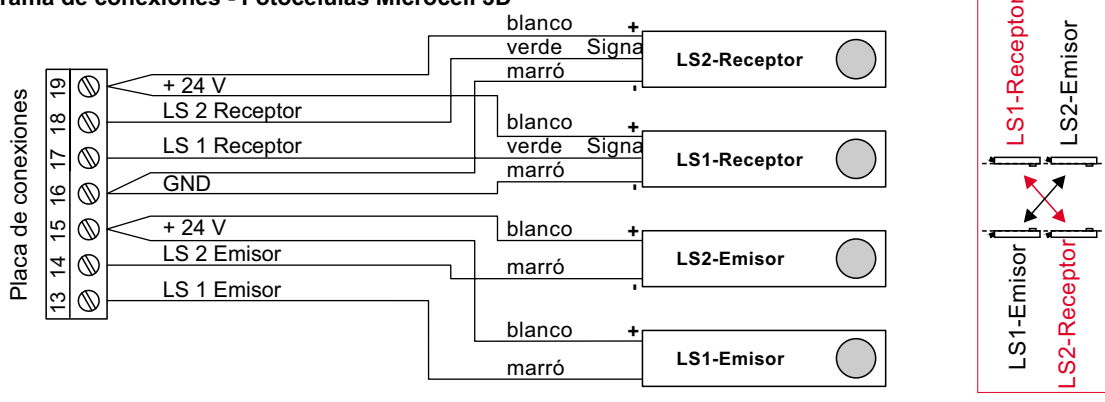 rama de conexiones - Fotocélulas Microcell 3D
Placa de conexiones
19
18
17
16
15
14
13
+ 24 V
LS 2 Receptor
LS 1 Receptor
GND
+ 24 V
LS 2 Emisor
LS 1 Emisor
blanco +
verde Signa
marró -
LS2-Receptor
blanco +
verde Signa
marró -
LS1-Receptor
blanco +
marró -
LS2-Emisor
blanco +
marró
LS1-Emisor
LS1-Receptor
LS2-Emisor
LS1-Emisor
LS2-Receptor